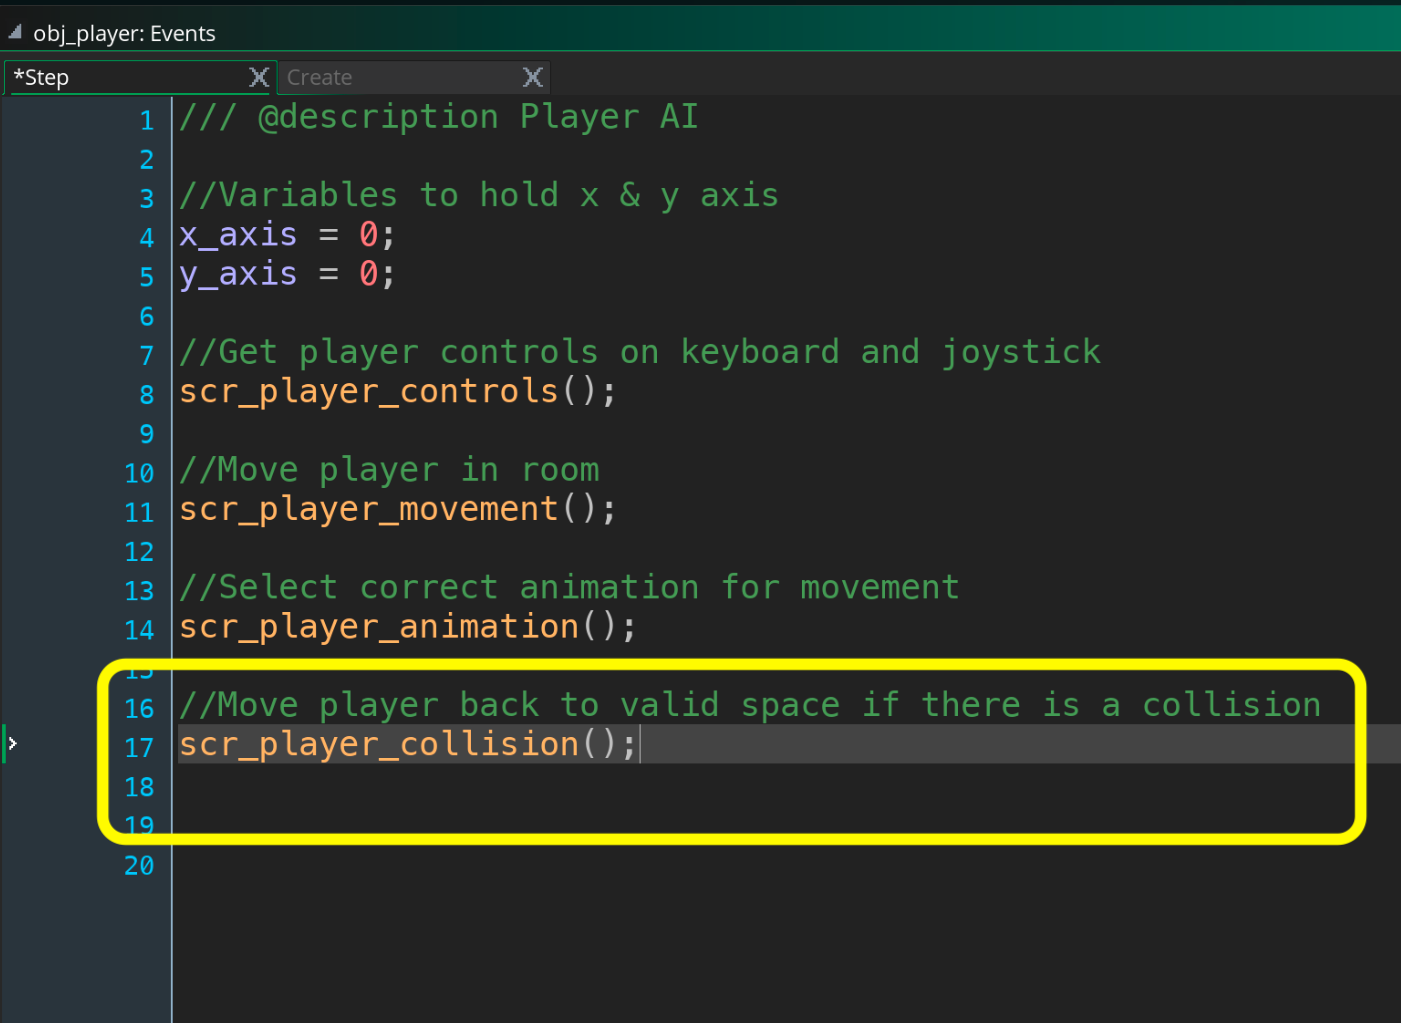 obj_player: Events
*Step
Create
1 /// @description Player AI
2
3 //Variables to hold x & y axis
4 x_axis = 0;
5 y_axis = 0;
6
7 //Get player controls on keyboard and joystick
8 scr_player_controls();
9
10 //Move player in room
11 scr_player_movement();
12
13 //Select correct animation for movement
14 scr_player_animation();
15
16 //Move player back to valid space if there is a collision
17 scr_player_collision();
18
19
20